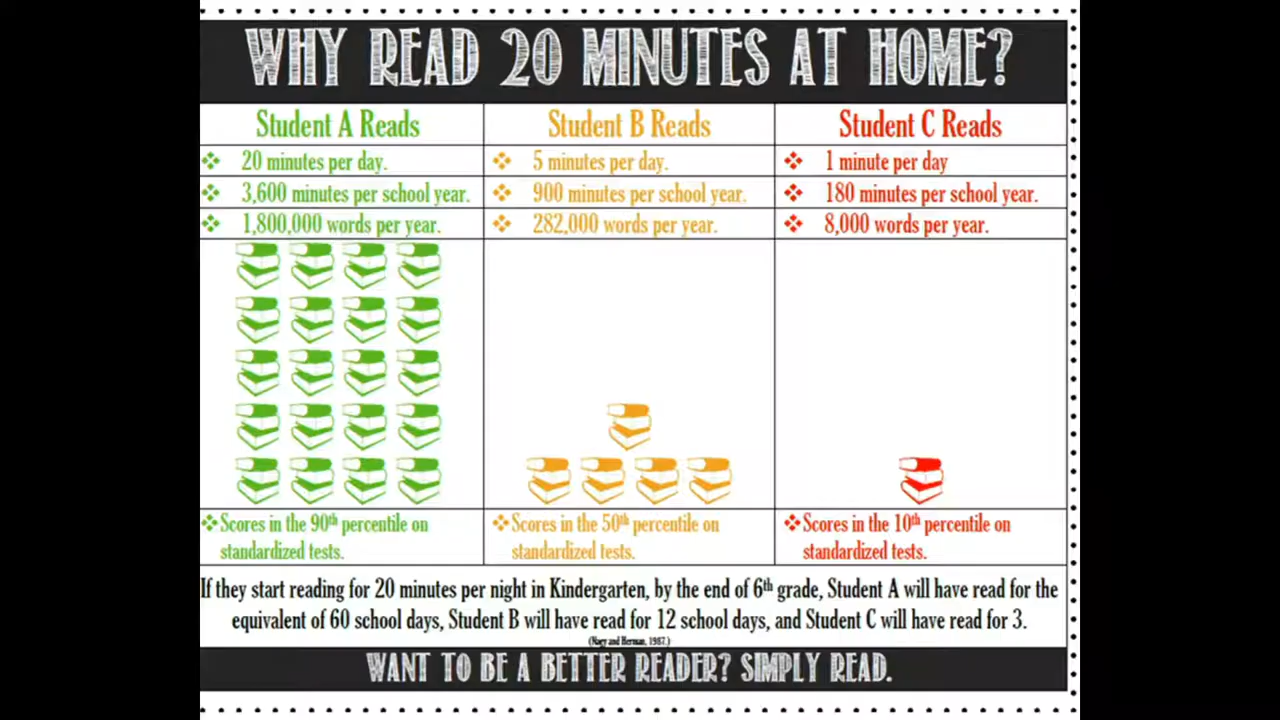 WHY READ 20 MINUTES AT HOME?
Student A Reads
20 minutes per day.
3,600 minutes per school year.
1,800,000 words per year.
Scores in the 90th percentile on
standardized tests.
Student B Reads
5 minutes per day.
900 minutes per school year.
282,000 words per year.
Scores in the 50th percentile on
standardized tests.
Student C Reads
1 minute per day
180 minutes per school year.
8,000 words per year.
Scores in the 10th percentile on
standardized tests.
If they start reading for 20 minutes per night in Kindergarten, by the end of 6th grade, Student A will have read for the
equivalent of 60 school days, Student B will have read for 12 school days, and Student C will have read for 3.
(Nagy and Herman, 1987.)
WANT TO BE A BETTER READER? SIMPLY READ.